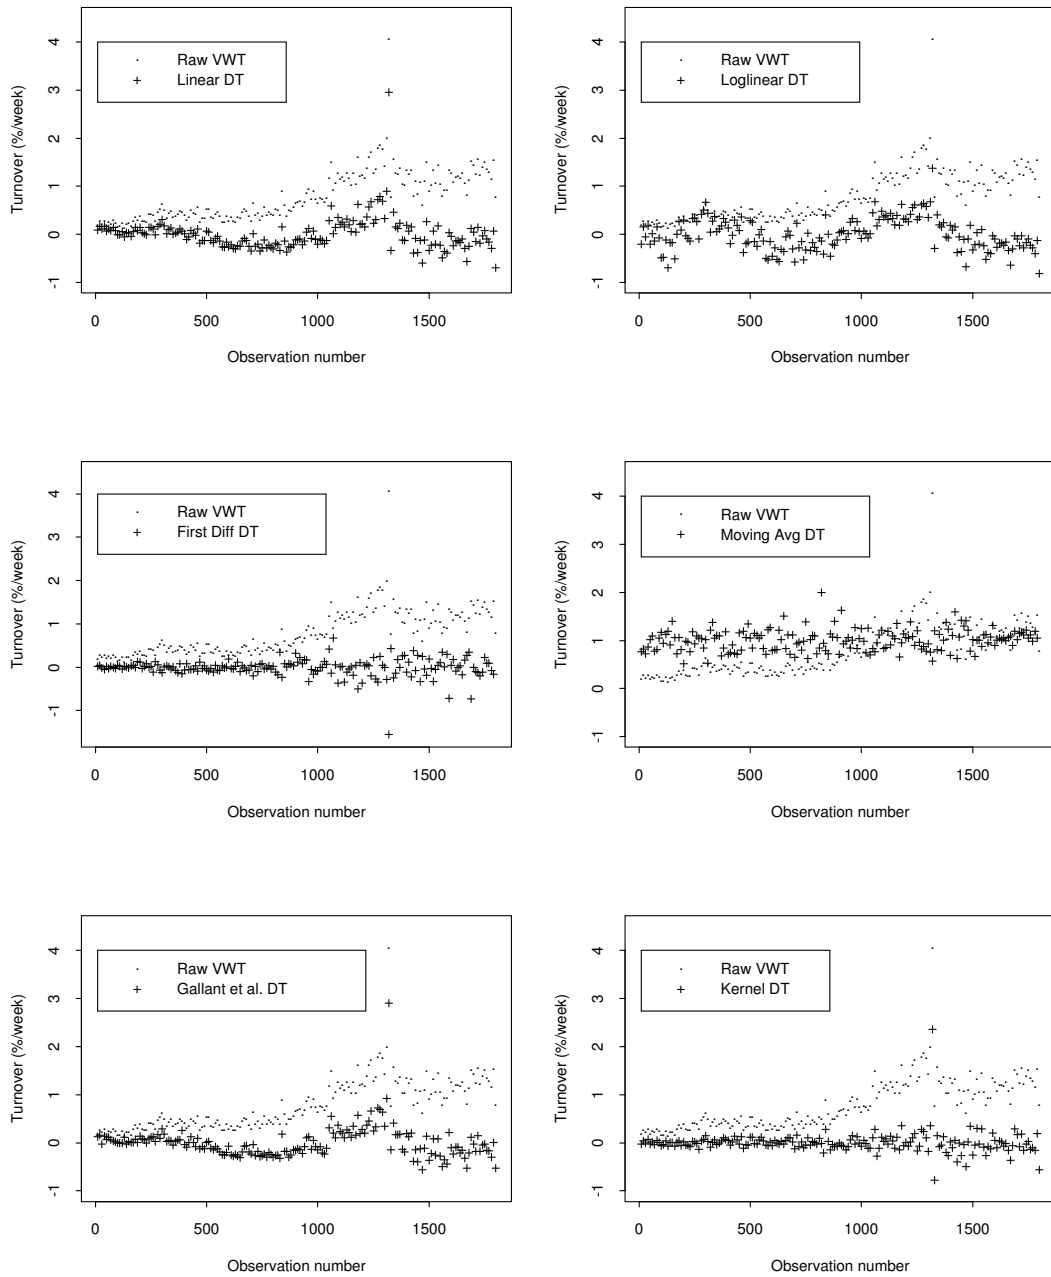 Turnover (%/week)
4
3
2
1
0
-1
· Raw VWT
+ Linear DT
0 500 1000 1500
Observation number
Turnover (%/week)
4
3
2
1
0
-1
· Raw VWT
+ Loglinear DT
0 500 1000 1500
Observation number
Turnover (%/week)
4
3
2
1
0
-1
· Raw VWT
+ First Diff DT
0 500 1000 1500
Observation number
Turnover (%/week)
4
3
2
1
0
-1
· Raw VWT
+ Moving Avg DT
0 500 1000 1500
Observation number
Turnover (%/week)
4
3
2
1
0
-1
· Raw VWT
+ Gallant et al. DT
0 500 1000 1500
Observation number
Turnover (%/week)
4
3
2
1
0
-1
· Raw VWT
+ Kernel DT
0 500 1000 1500
Observation number